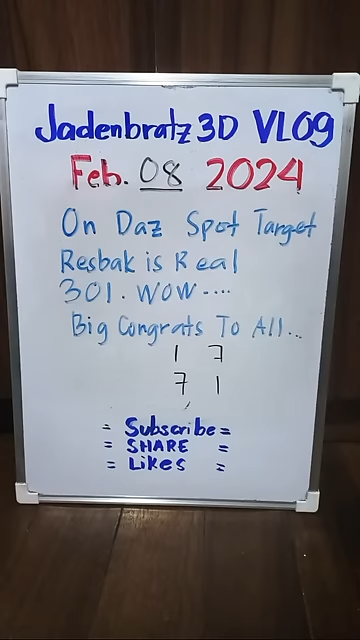 Jadenbratz 3D VLOG
Feb. 08 2024
On Daz Spot Target
Resbak is Real
301. WOW....
Big Congrats To All...
1 7
7 1
= Subscribe =
= SHARE =
= Likes =